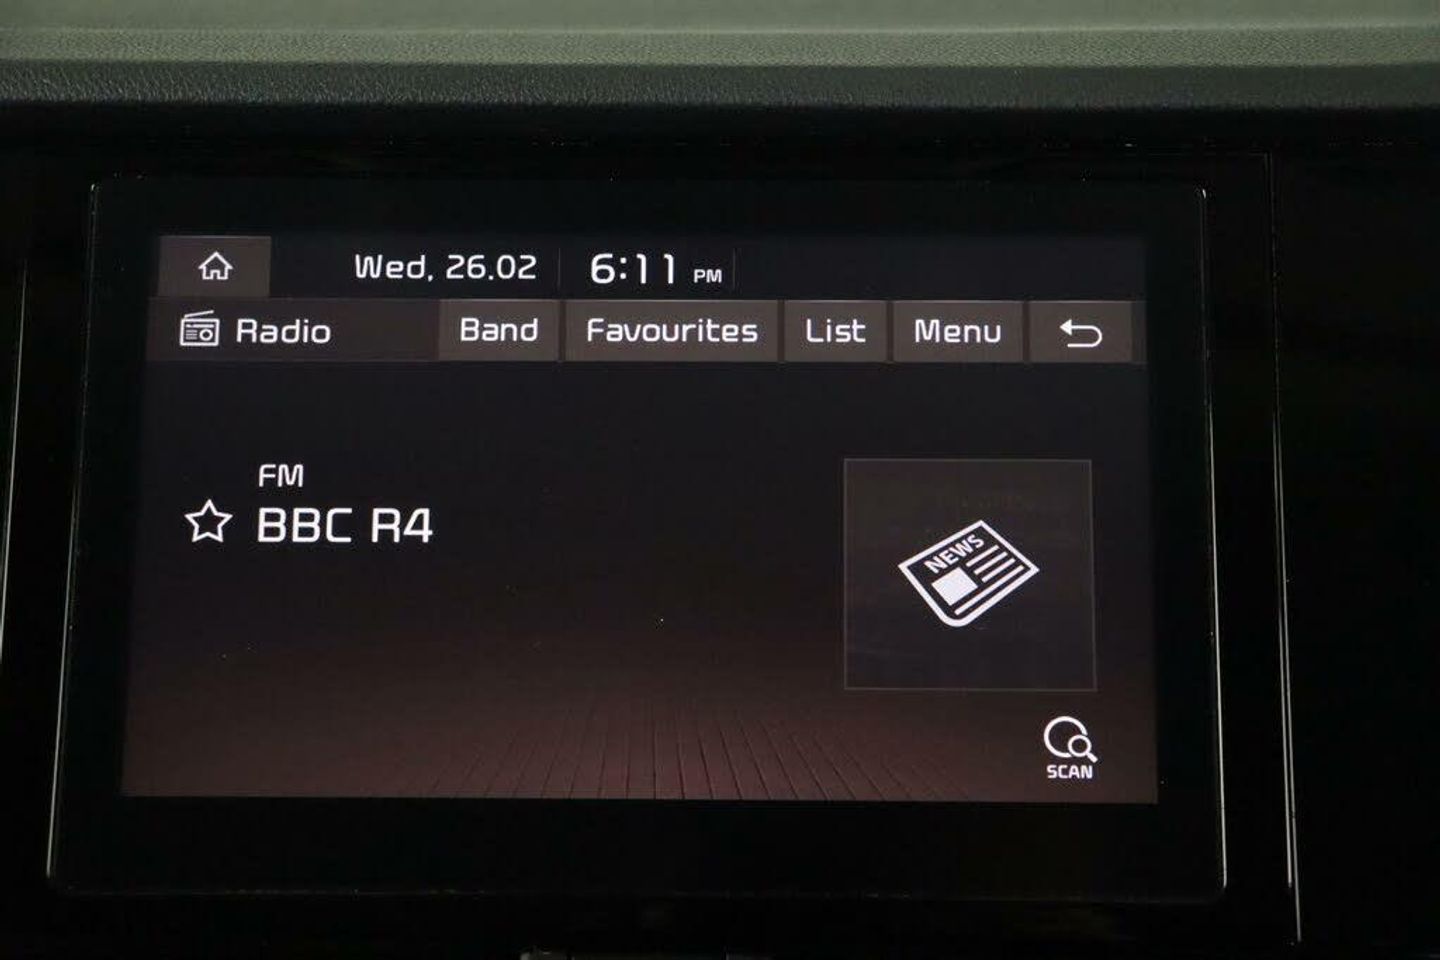 Wed, 26.02 6:11 PM
Radio Band Favourites List Menu
FM
BBC R4
NEWS
SCAN